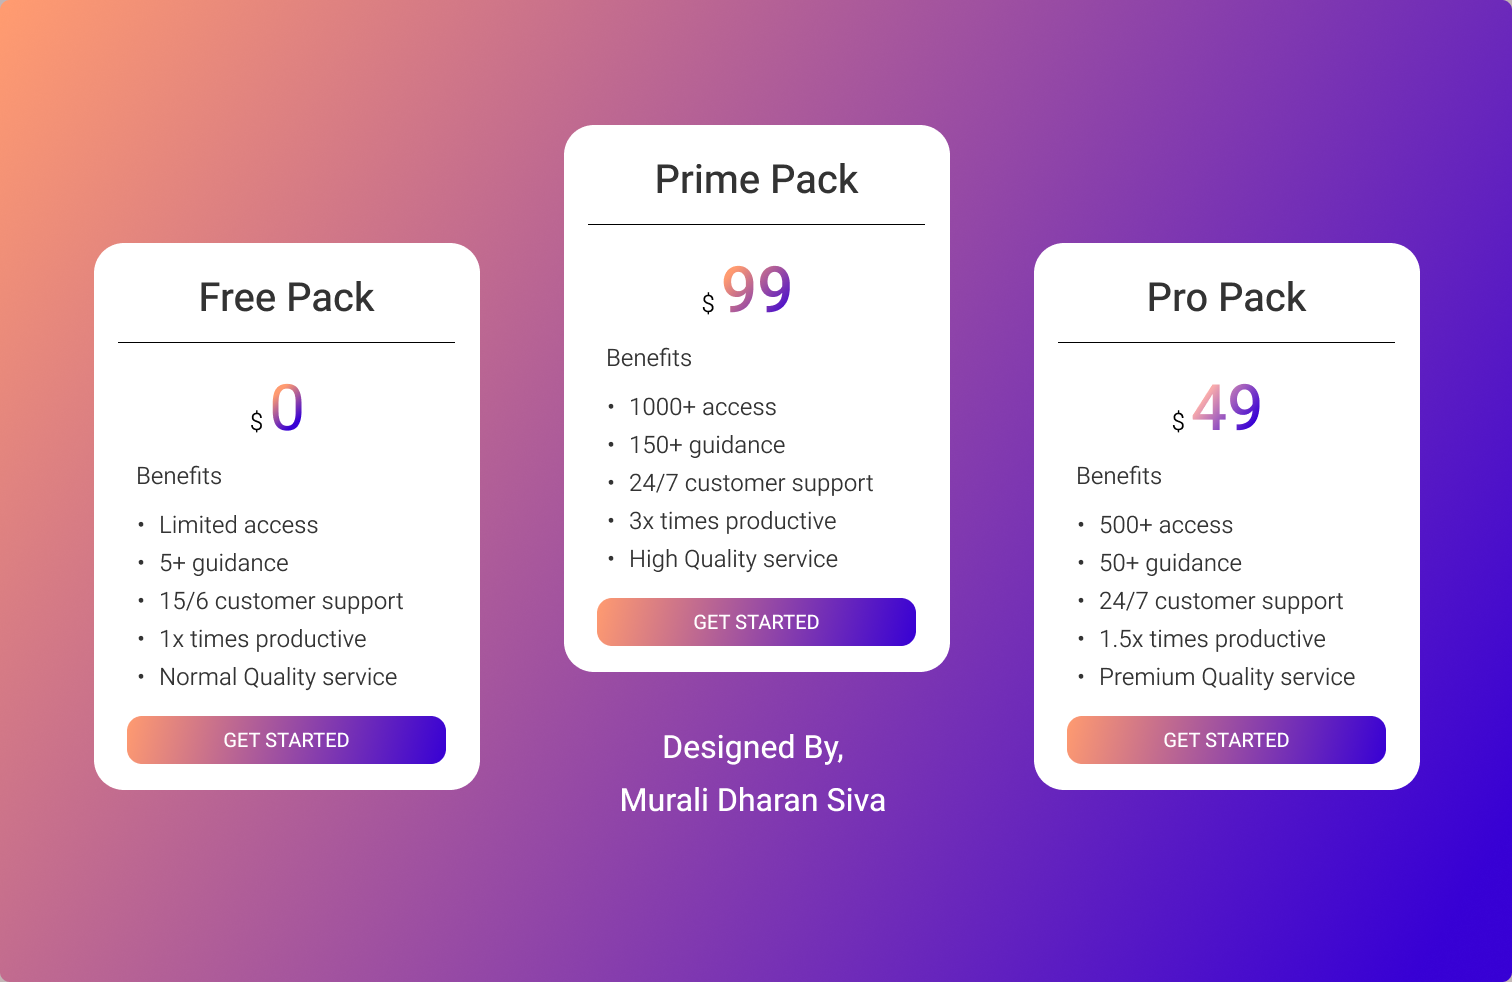 Free Pack
$ 0
Benefits
• Limited access
• 5+ guidance
• 15/6 customer support
• 1x times productive
• Normal Quality service
GET STARTED
Prime Pack
$ 99
Benefits
• 1000+ access
• 150+ guidance
• 24/7 customer support
• 3x times productive
• High Quality service
GET STARTED
Designed By,
Murali Dharan Siva
Pro Pack
$ 49
Benefits
• 500+ access
• 50+ guidance
• 24/7 customer support
• 1.5x times productive
• Premium Quality service
GET STARTED